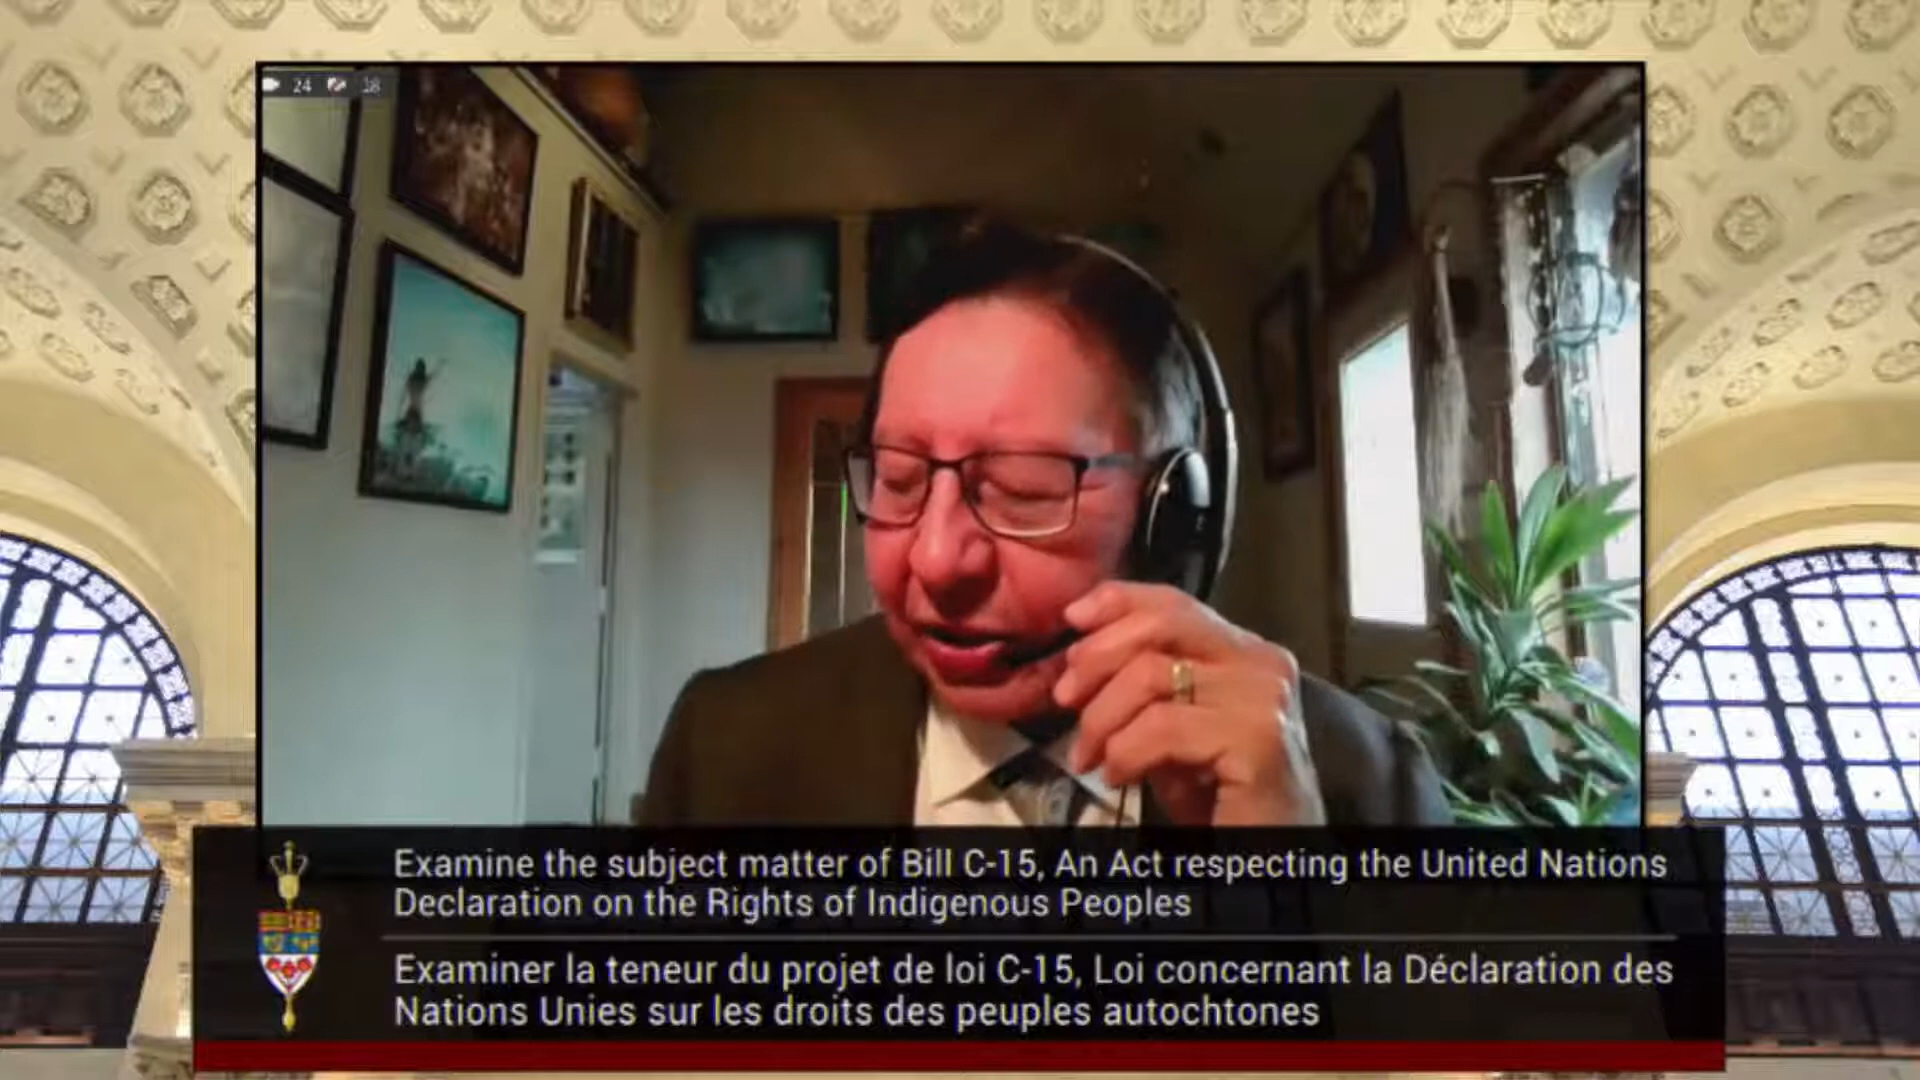 24 18
Examine the subject matter of Bill C-15, An Act respecting the United Nations
Declaration on the Rights of Indigenous Peoples
Examiner la teneur du projet de loi C-15, Loi concernant la Déclaration des
Nations Unies sur les droits des peuples autochtones